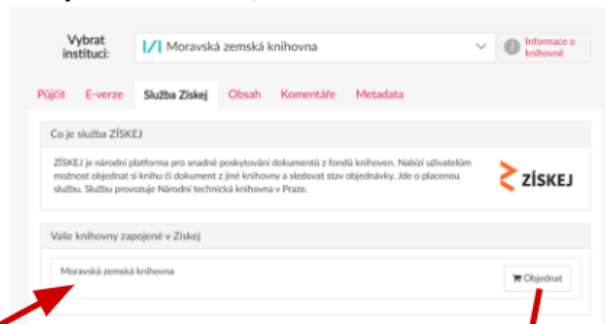 Vybrat
instituci:
Moravská zemská knihovna
Informace o
knihovně
Půjčit E-verze Služba Získej Obsah Komentáře Metadata
Co je služba ZÍSKEJ
ZÍSKEJ je národní platforma pro snadné poskytování dokumentů z fondů knihoven. Nabízí uživatelům
možnost objednat si knihu či dokument z jiné knihovny a sledovat stav objednávky. Jde o placenou
službu. Službu provozuje Národní technická knihovna v Praze.
ZÍSKEJ
Vaše knihovny zapojené v Získej
Moravská zemská knihovna
Objednat